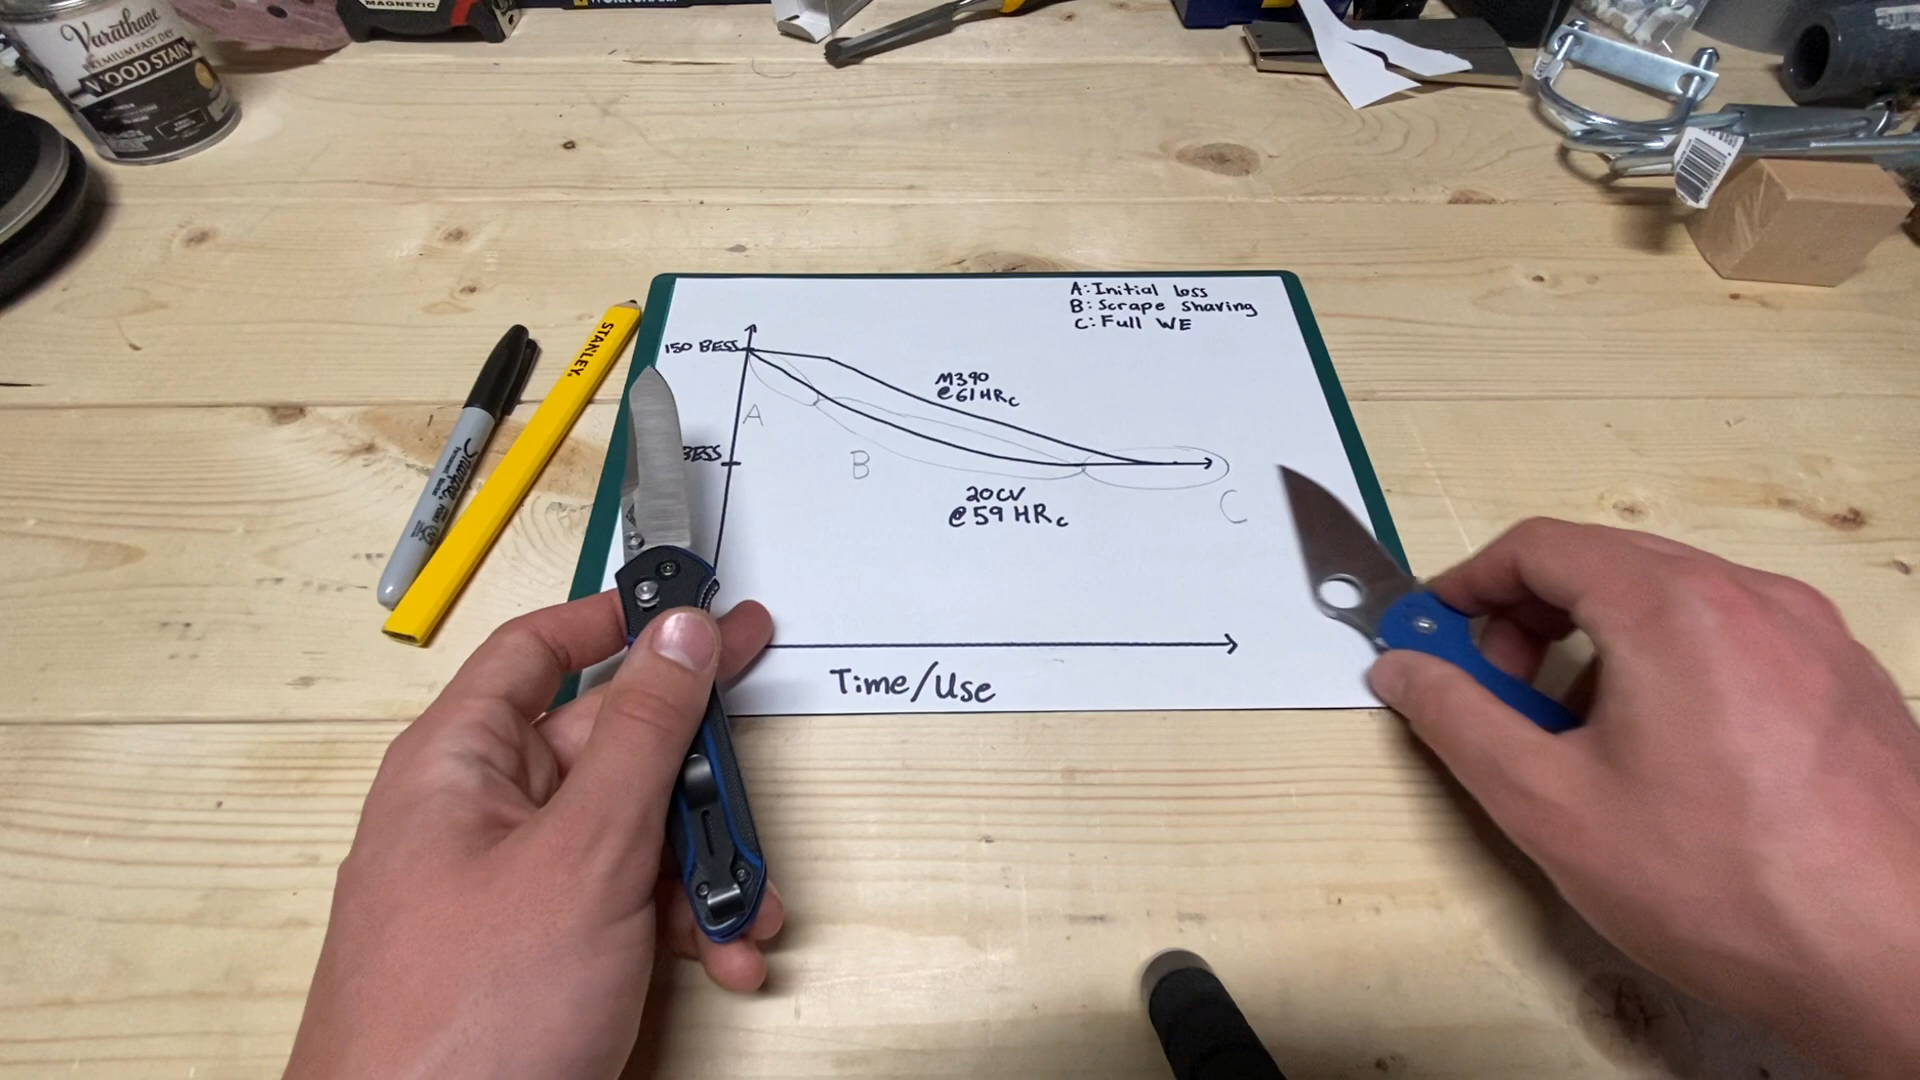 Varathane
PREMIUM FAST DRY
WOOD STAIN
MAGNETIC
STANLEY®
Sharpie
A: Initial loss
B: Scrape shaving
C: Full WE
150 BESS
M390
@ 61 HRc
A
BESS
B
20CV
@ 59 HRc
C
Time/Use